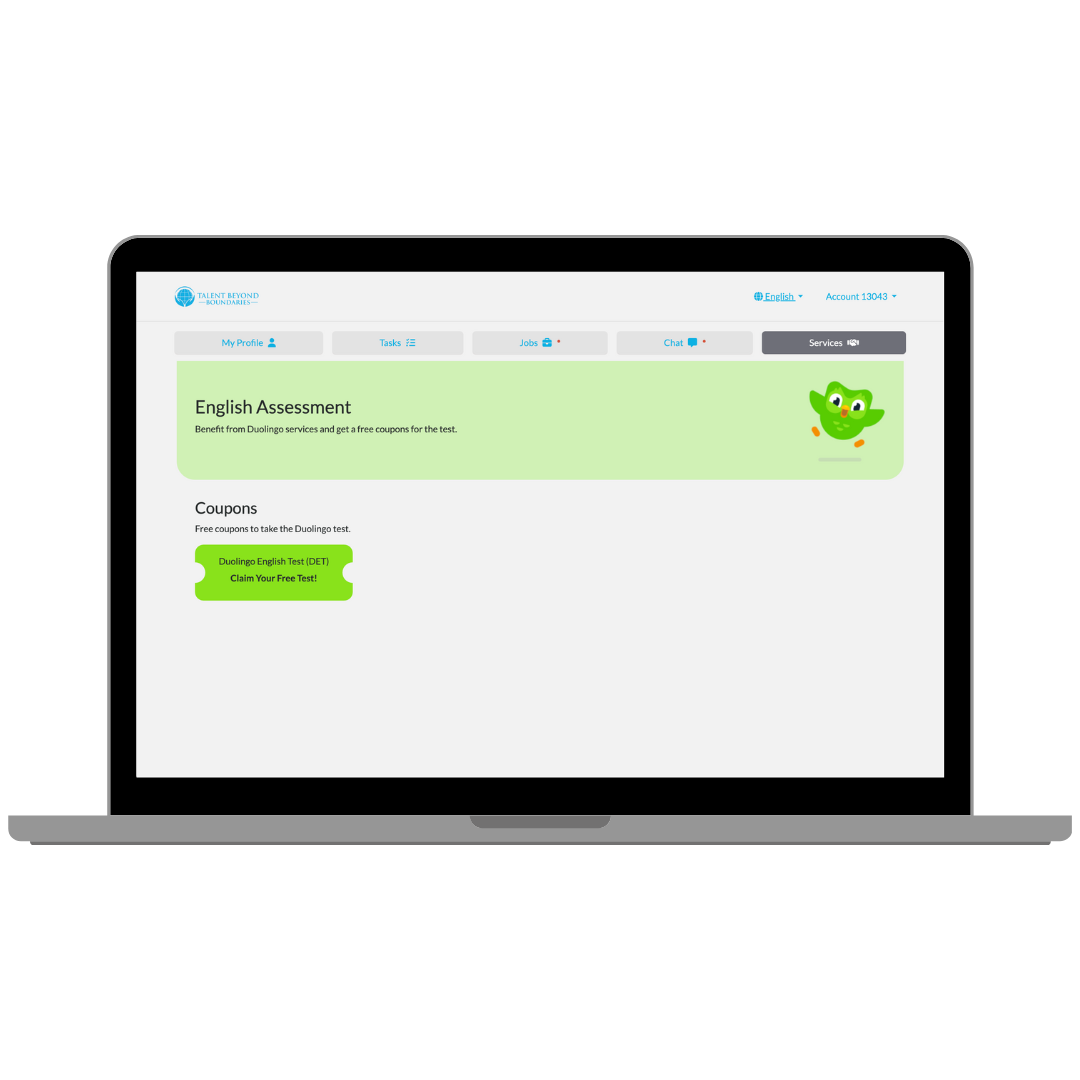 TALENT BEYOND
—BOUNDARIES—
English
Account 13043
My Profile
Tasks
Jobs
Chat
Services
English Assessment
Benefit from Duolingo services and get a free coupons for the test.
Coupons
Free coupons to take the Duolingo test.
Duolingo English Test (DET)
Claim Your Free Test!